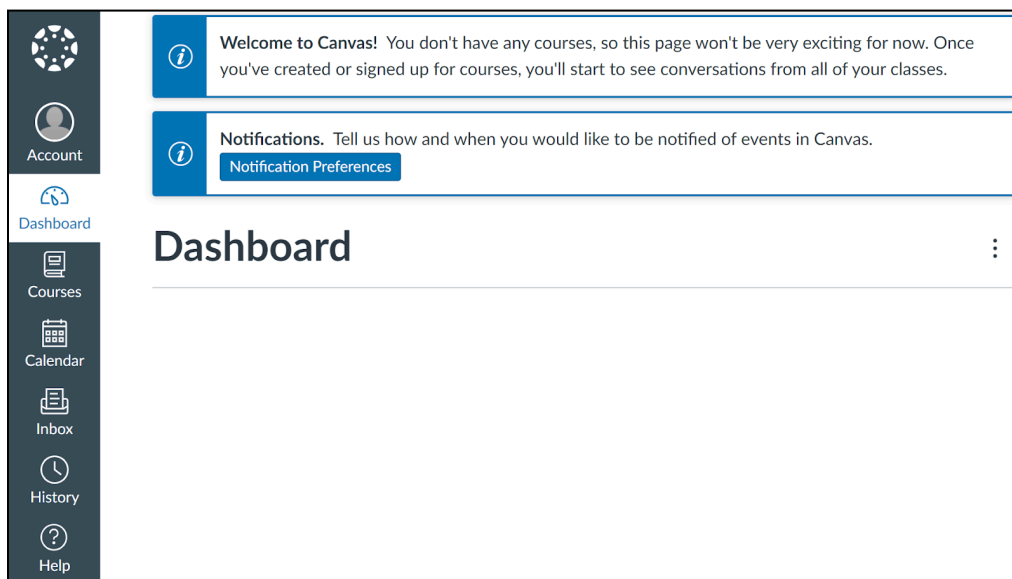 Account
Dashboard
Courses
Calendar
Inbox
History
Help
Welcome to Canvas! You don't have any courses, so this page won't be very exciting for now. Once
you've created or signed up for courses, you'll start to see conversations from all of your classes.
Notifications. Tell us how and when you would like to be notified of events in Canvas.
Notification Preferences
Dashboard